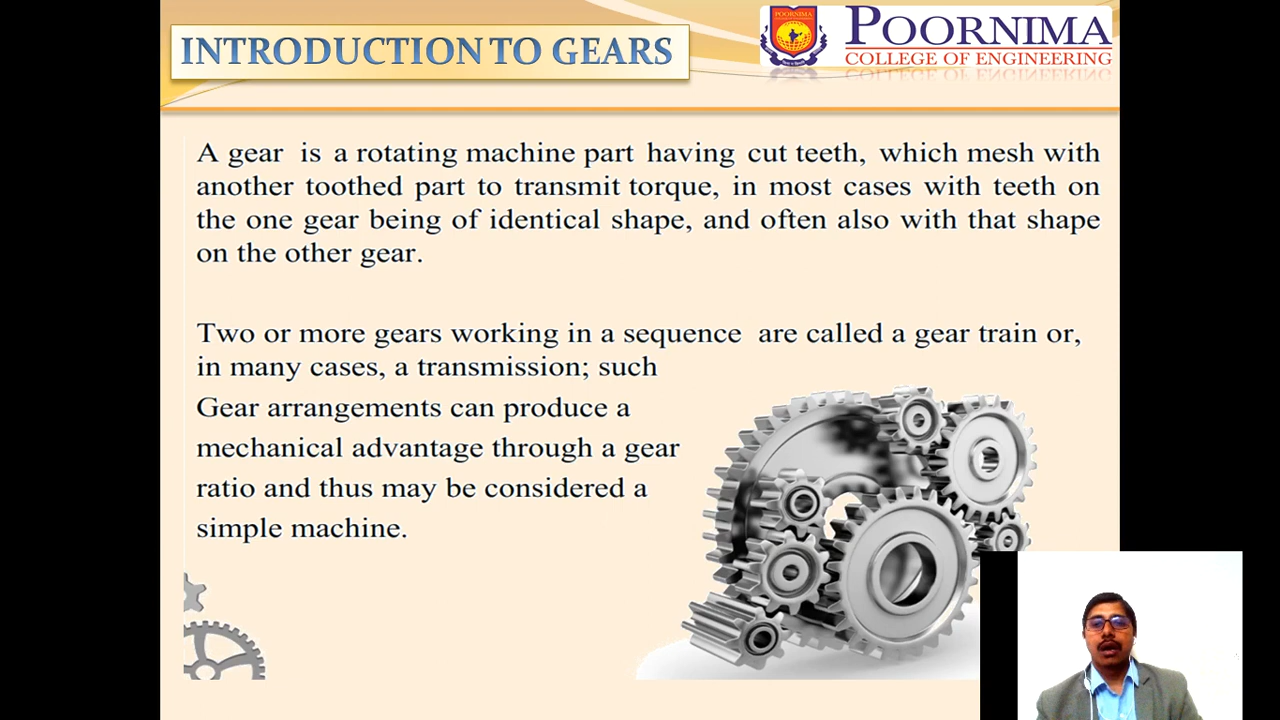 INTRODUCTION TO GEARS
POORNIMA
COLLEGE OF ENGINEERING
POORNIMA
A gear is a rotating machine part having cut teeth, which mesh with
another toothed part to transmit torque, in most cases with teeth on
the one gear being of identical shape, and often also with that shape
on the other gear.
Two or more gears working in a sequence are called a gear train or,
in many cases, a transmission; such
Gear arrangements can produce a
mechanical advantage through a gear
ratio and thus may be considered a
simple machine.